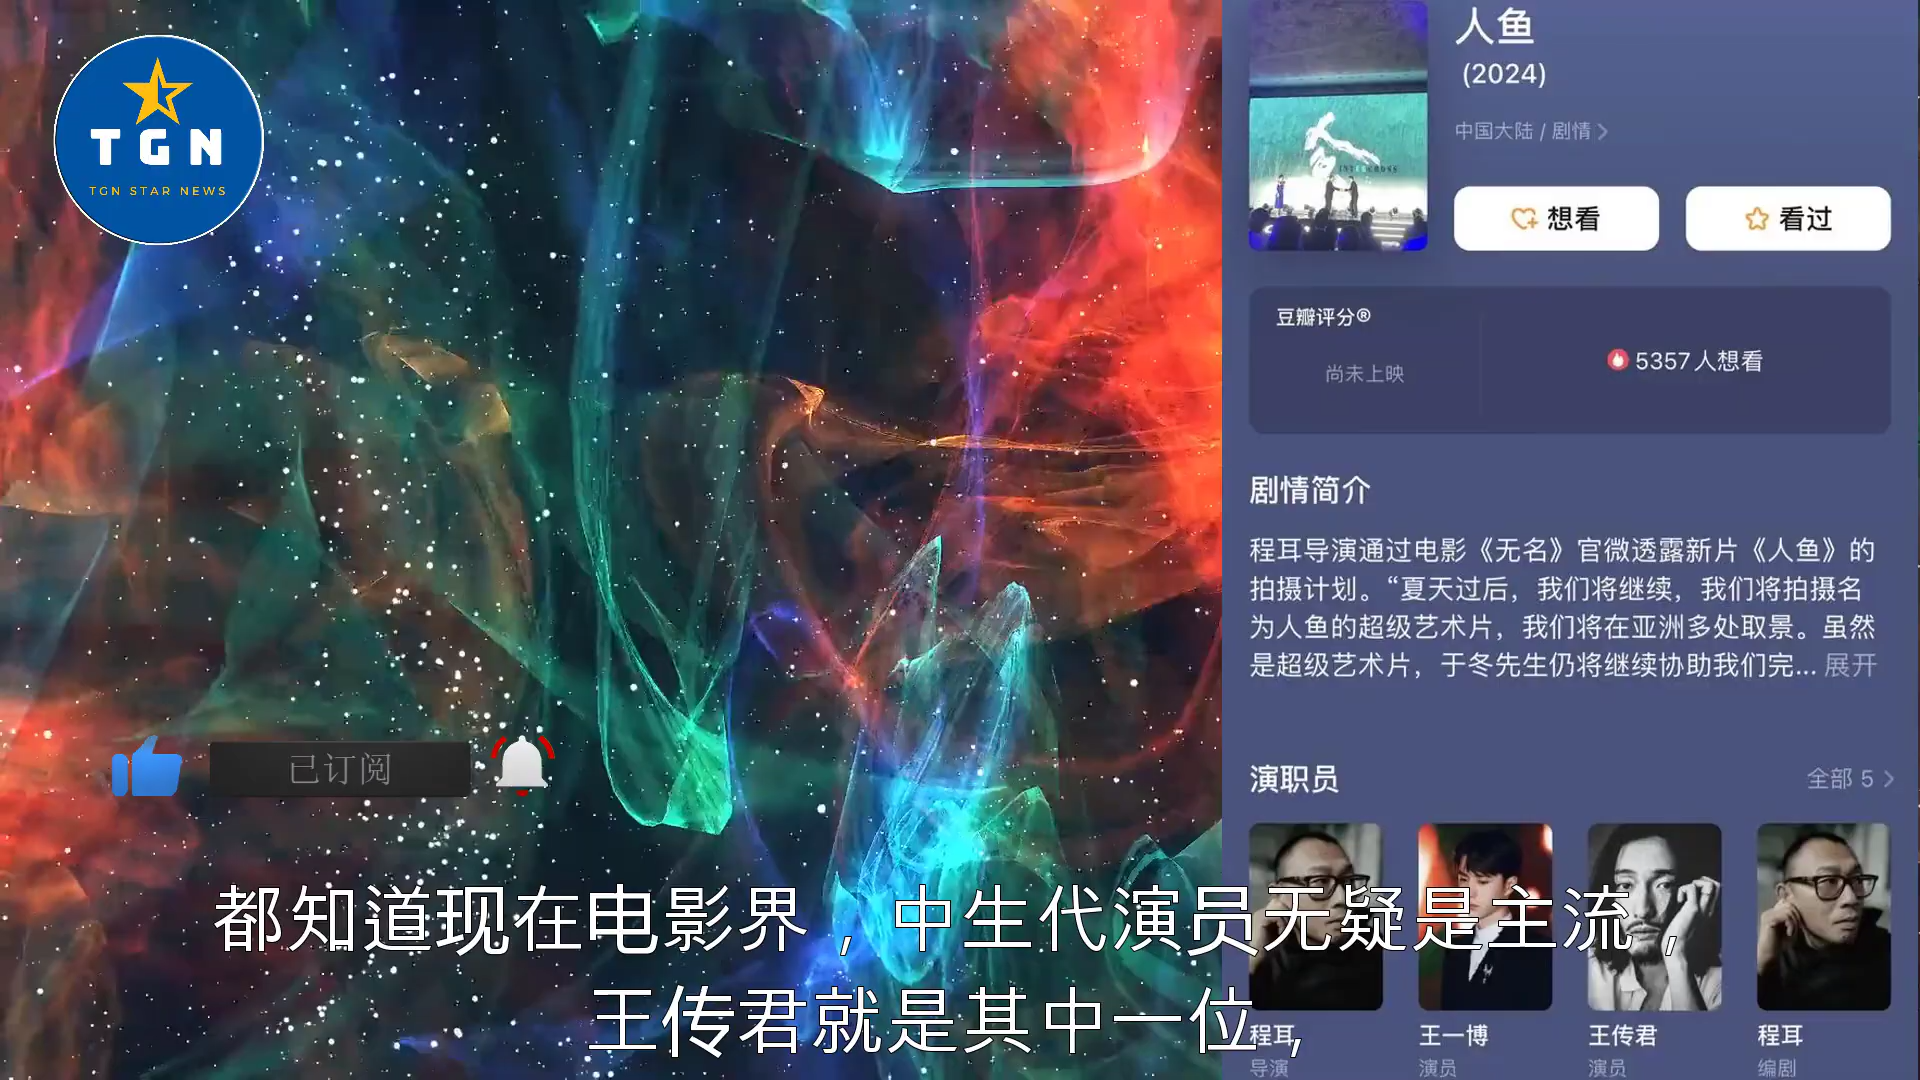 TGN
TGN STAR NEWS
人鱼
(2024)
中国大陆 / 剧情
想看
看过
豆瓣评分®
尚未上映
5357人想看
剧情简介
程耳导演通过电影《无名》官微透露新片《人鱼》的
拍摄计划。“夏天过后，我们将继续，我们将拍摄名
为人鱼的超级艺术片，我们将在亚洲多处取景。虽然
是超级艺术片，于冬先生仍将继续协助我们完... 展开
已订阅
演职员
全部 5
都知道现在电影界，中生代演员无疑是主流，
王传君就是其中一位，
程耳
导演
王一博
演员
王传君
演员
程耳
编剧